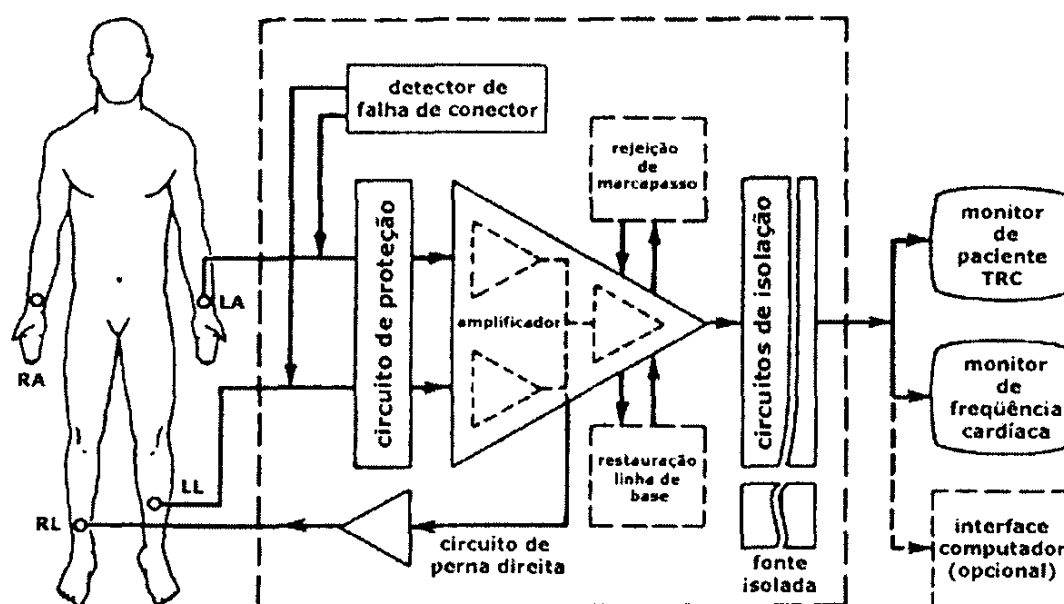 detector de
falha de conector
rejeição
de
marcapasso
circuito de proteção
amplificador
circuitos de isolação
monitor
de
paciente
TRC
LA
RA
monitor
de
freqüência
cardíaca
restauração
linha de
base
LL
RL
circuito de
perna direita
fonte
isolada
interface
computador
(opcional)